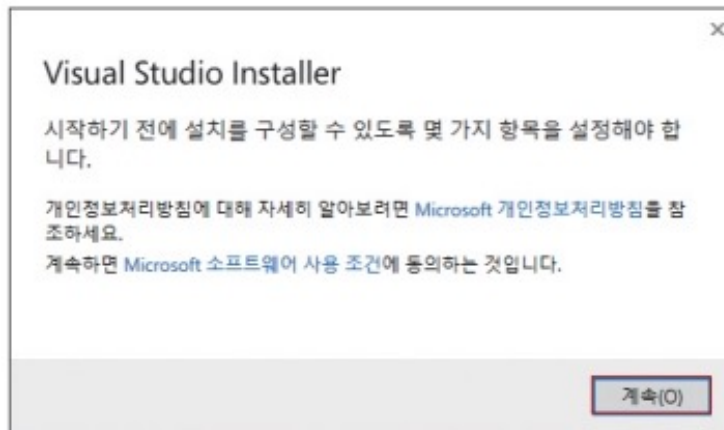 Visual Studio Installer
시작하기 전에 설치를 구성할 수 있도록 몇 가지 항목을 설정해야 합
니다.
개인정보처리방침에 대해 자세히 알아보려면 Microsoft 개인정보처리방침을 참
조하세요.
계속하면 Microsoft 소프트웨어 사용 조건에 동의하는 것입니다.
계속(O)